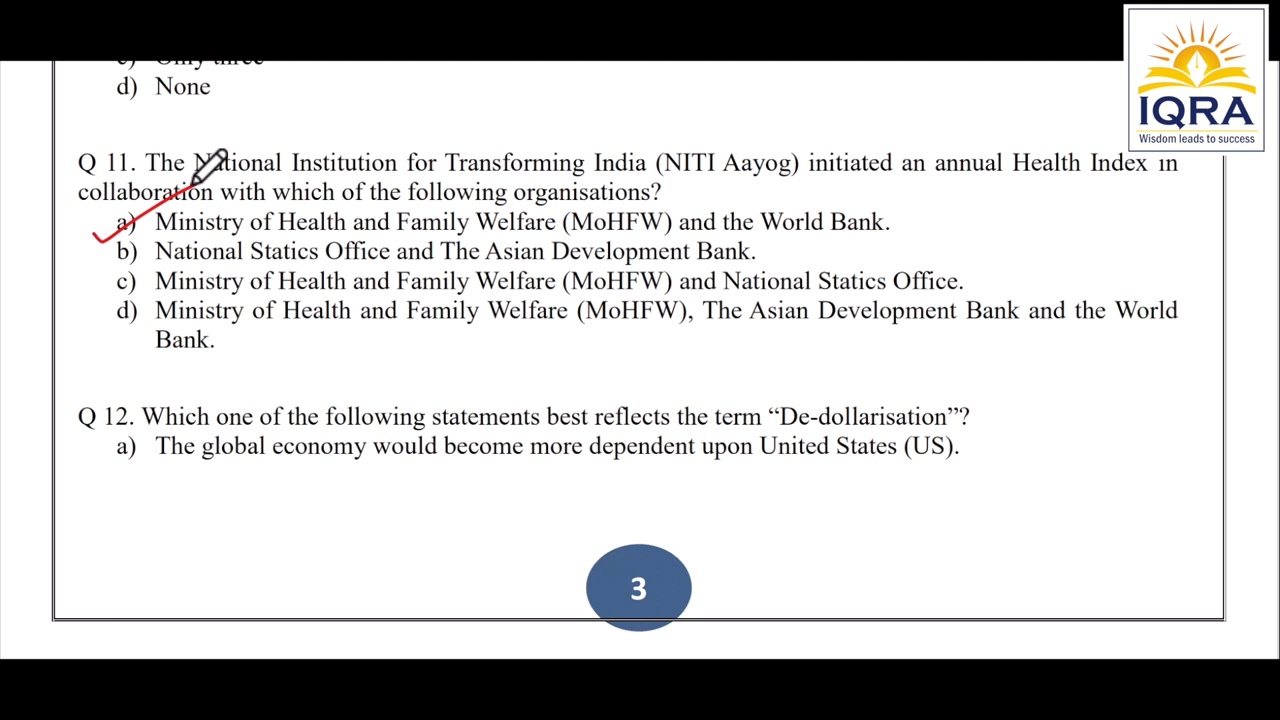 c) Only three
d) None
IQRA
Wisdom leads to success
Q 11. The National Institution for Transforming India (NITI Aayog) initiated an annual Health Index in
collaboration with which of the following organisations?
a) Ministry of Health and Family Welfare (MoHFW) and the World Bank.
b) National Statics Office and The Asian Development Bank.
c) Ministry of Health and Family Welfare (MoHFW) and National Statics Office.
d) Ministry of Health and Family Welfare (MoHFW), The Asian Development Bank and the World
Bank.
Q 12. Which one of the following statements best reflects the term “De-dollarisation”?
a) The global economy would become more dependent upon United States (US).
3